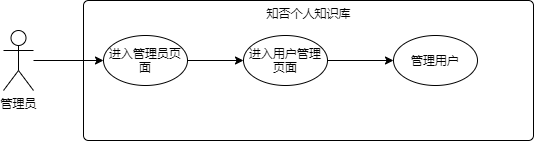 知否个人知识库
进入管理员页
面
进入用户管理
页面
管理用户
管理员